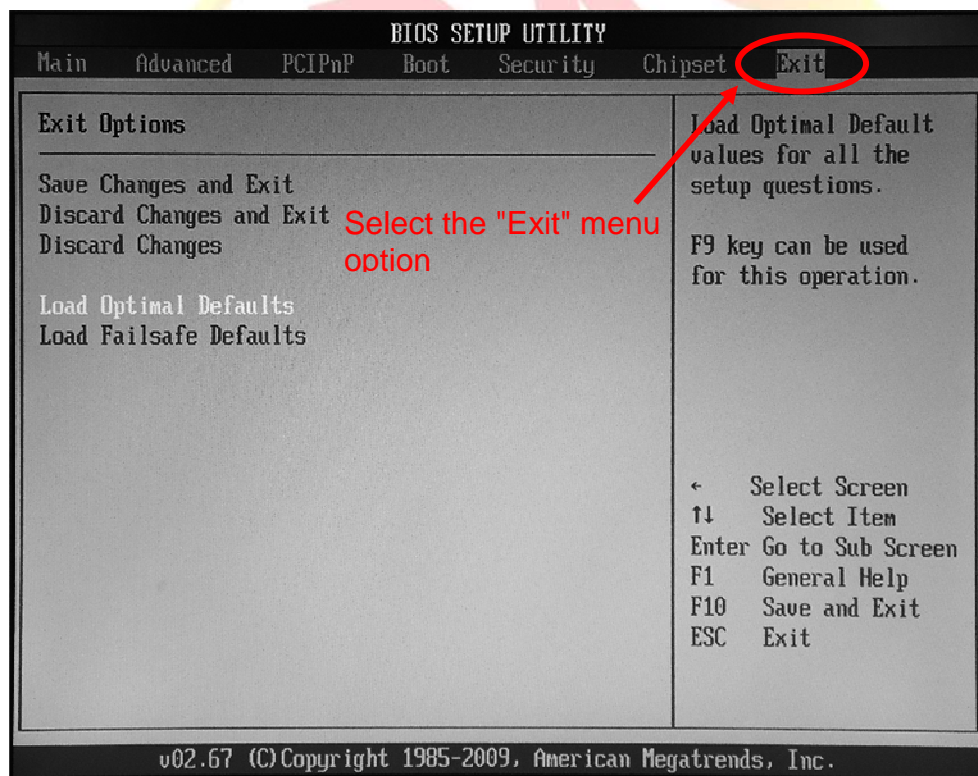 BIOS SETUP UTILITY
Main Advanced PCIPnP Boot Security Chipset Exit
Exit Options
Save Changes and Exit
Discard Changes and Exit
Discard Changes
Load Optimal Defaults
Load Failsafe Defaults
Select the "Exit" menu
option
Load Optimal Default
values for all the
setup questions.
F9 key can be used
for this operation.
← Select Screen
↑↓ Select Item
Enter Go to Sub Screen
F1 General Help
F10 Save and Exit
ESC Exit
v02.67 (C)Copyright 1985-2009, American Megatrends, Inc.